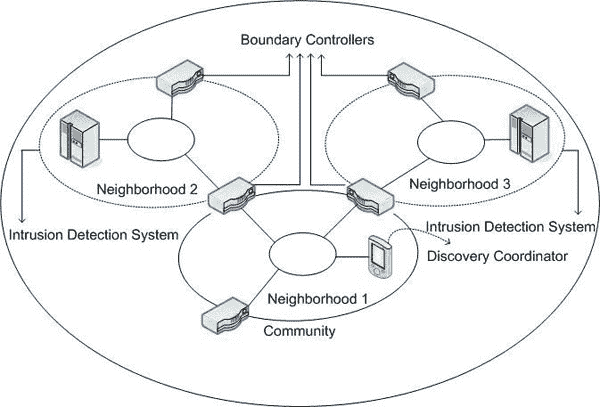 Boundary Controllers
Neighborhood 2
Neighborhood 3
Intrusion Detection System
Intrusion Detection System
Discovery Coordinator
Neighborhood 1
Community